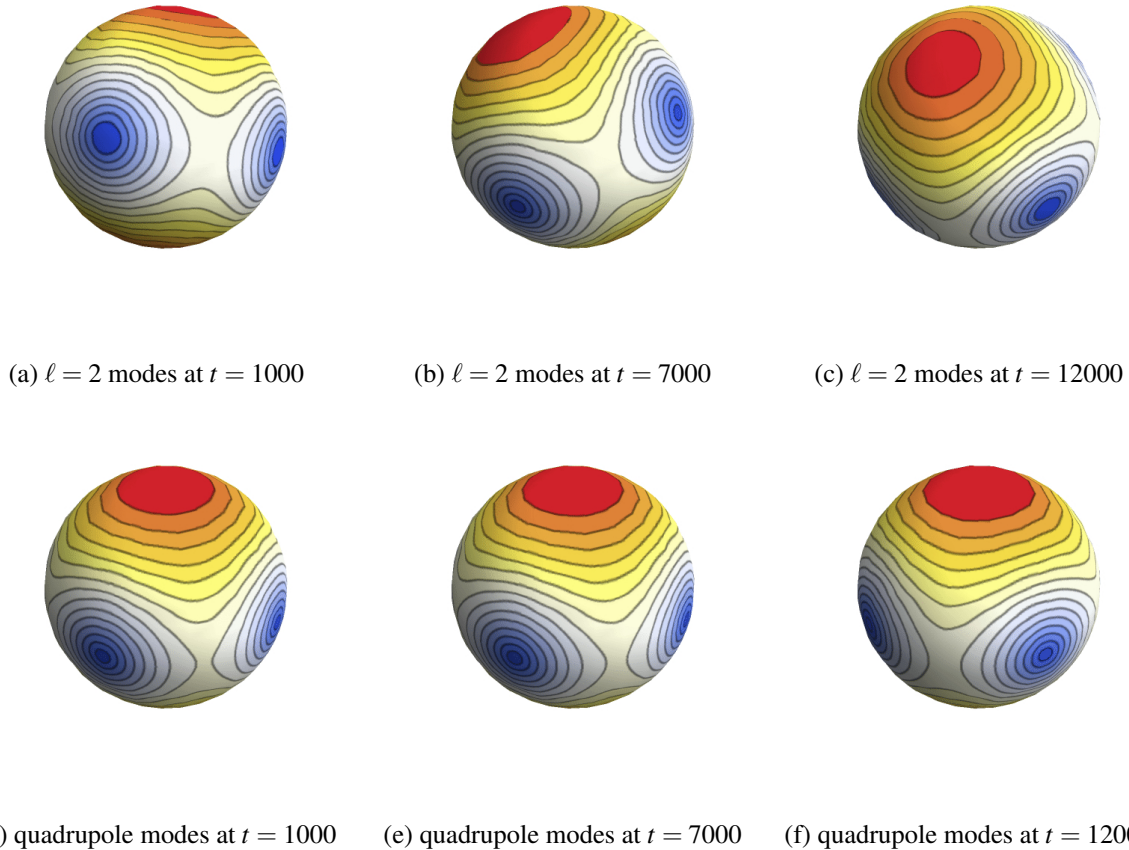 (a) ℓ = 2 modes at t = 1000
(b) ℓ = 2 modes at t = 7000
(c) ℓ = 2 modes at t = 12000
) quadrupole modes at t = 1000
(e) quadrupole modes at t = 7000
(f) quadrupole modes at t = 1200